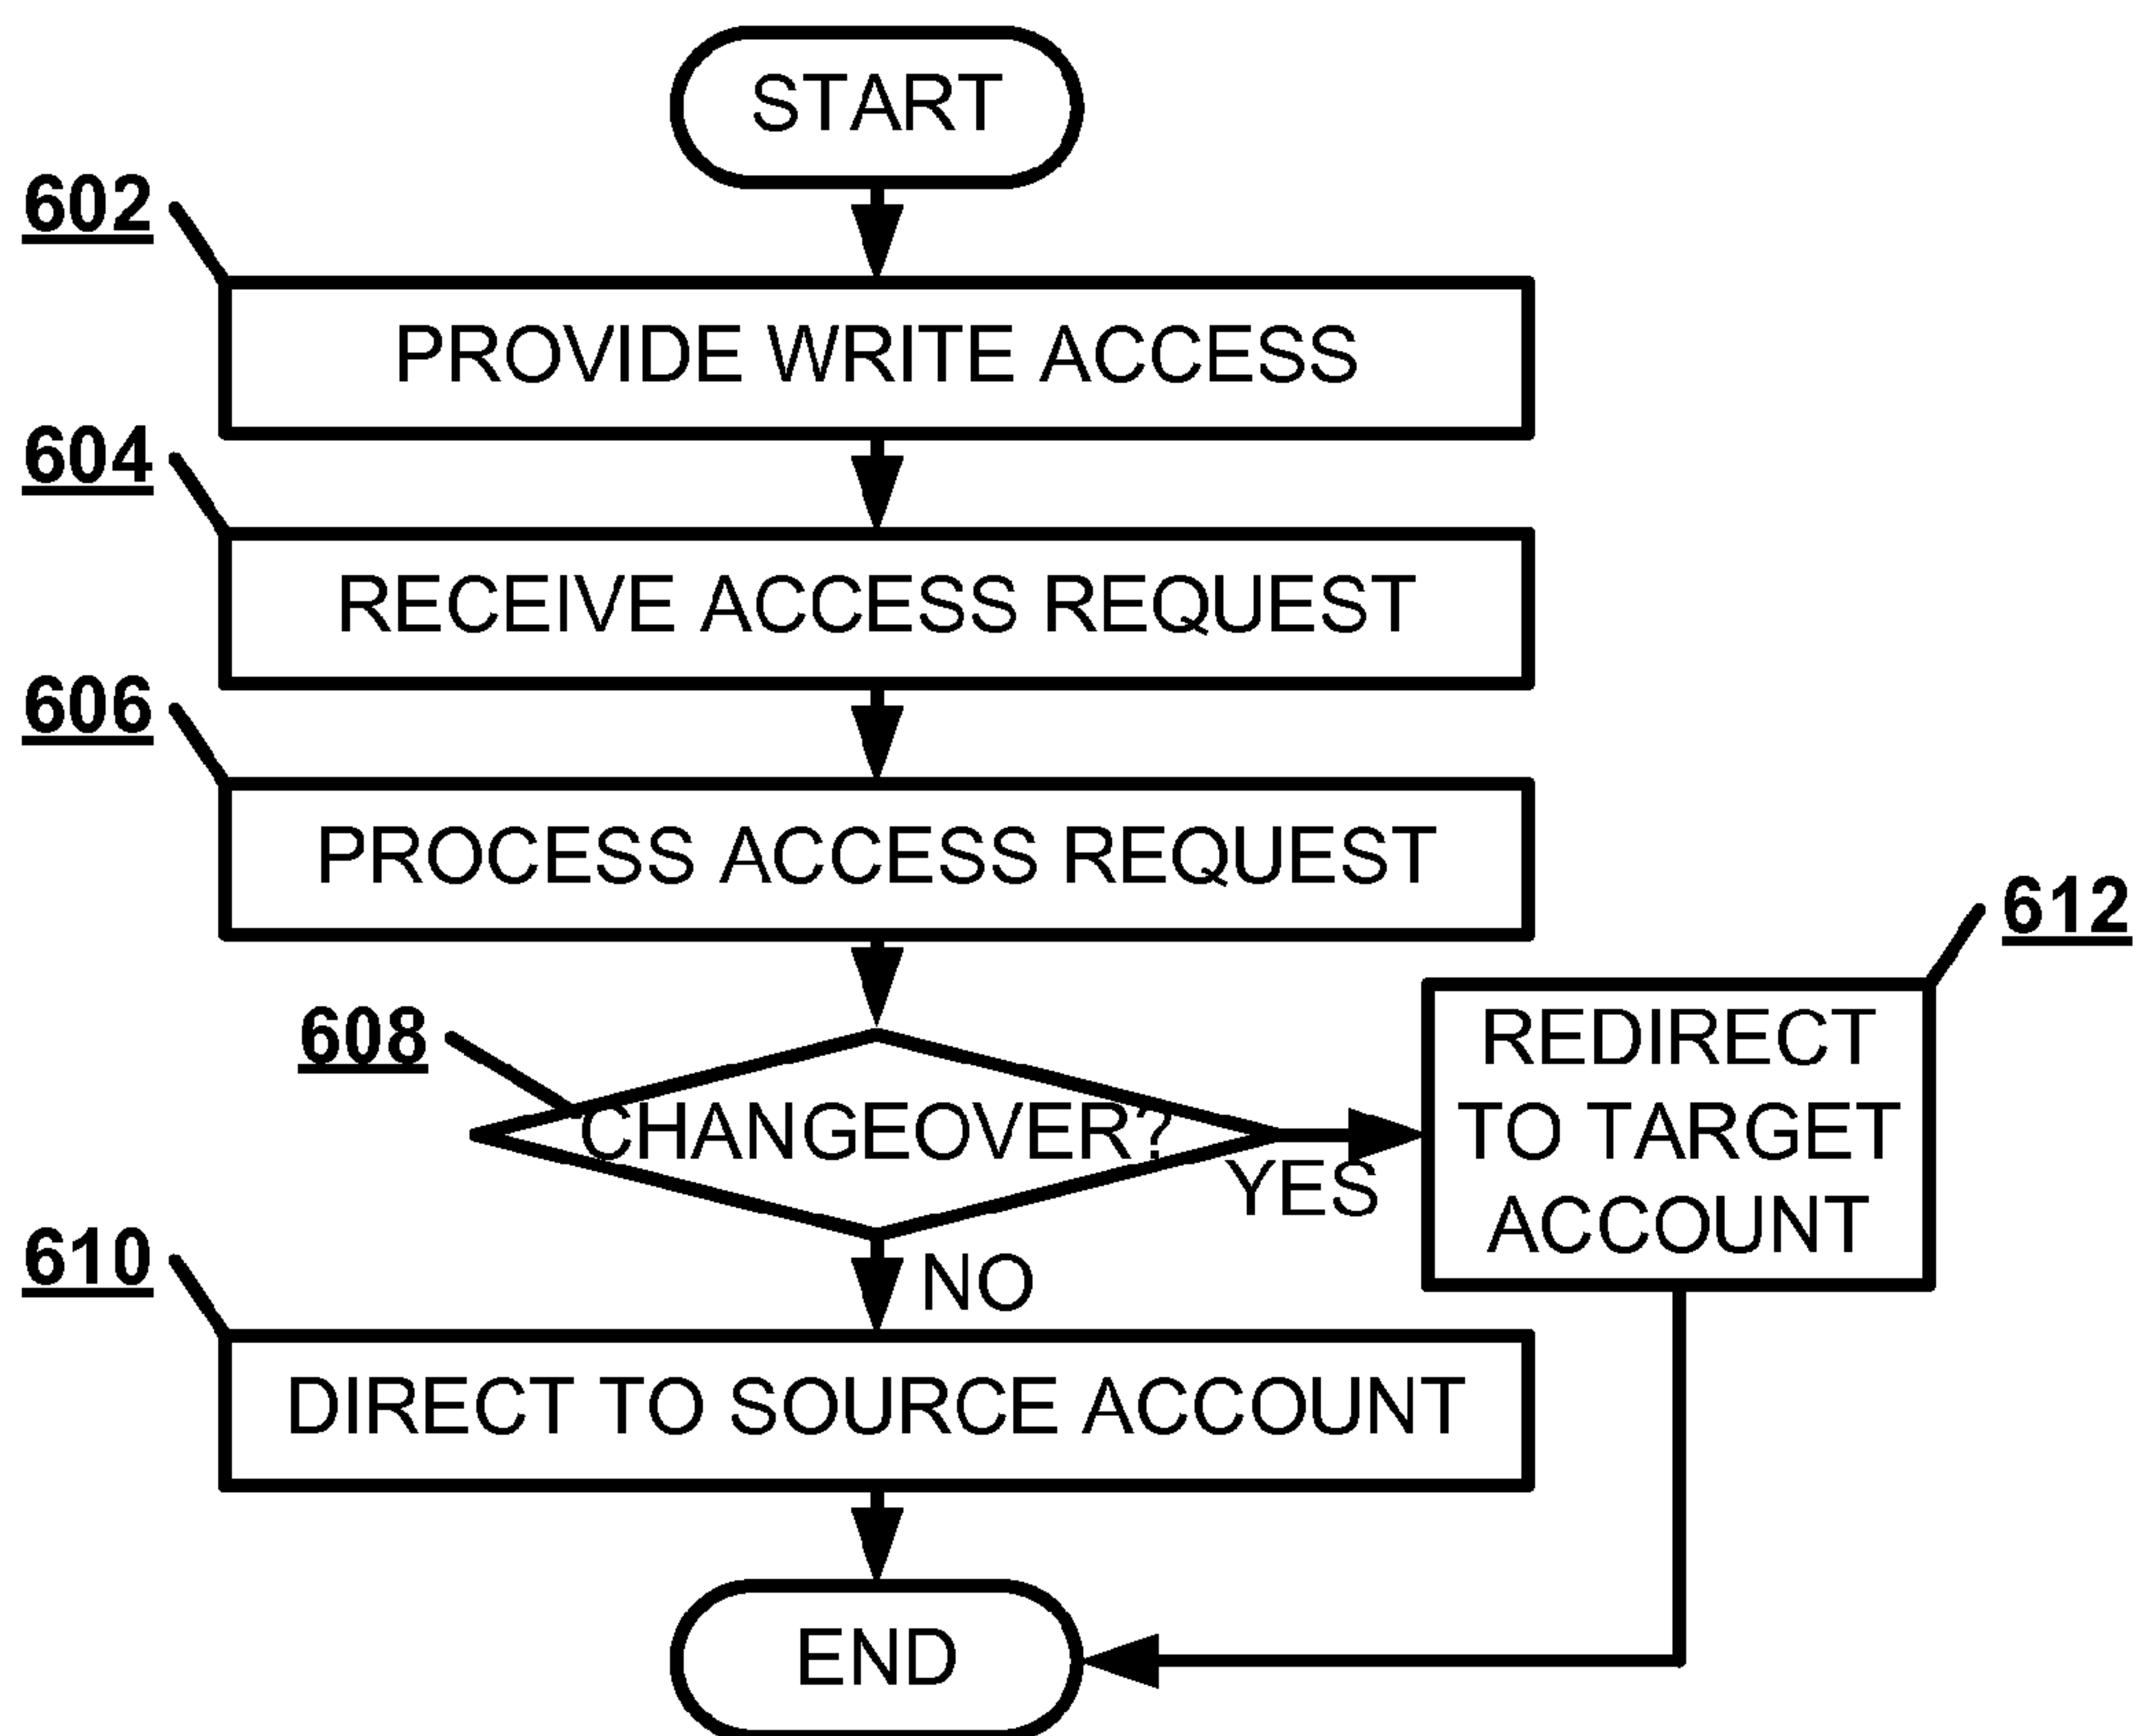 START
602
PROVIDE WRITE ACCESS
604
RECEIVE ACCESS REQUEST
606
PROCESS ACCESS REQUEST
612
REDIRECT
TO TARGET
ACCOUNT
608
CHANGEOVER?
YES
NO
610
DIRECT TO SOURCE ACCOUNT
END